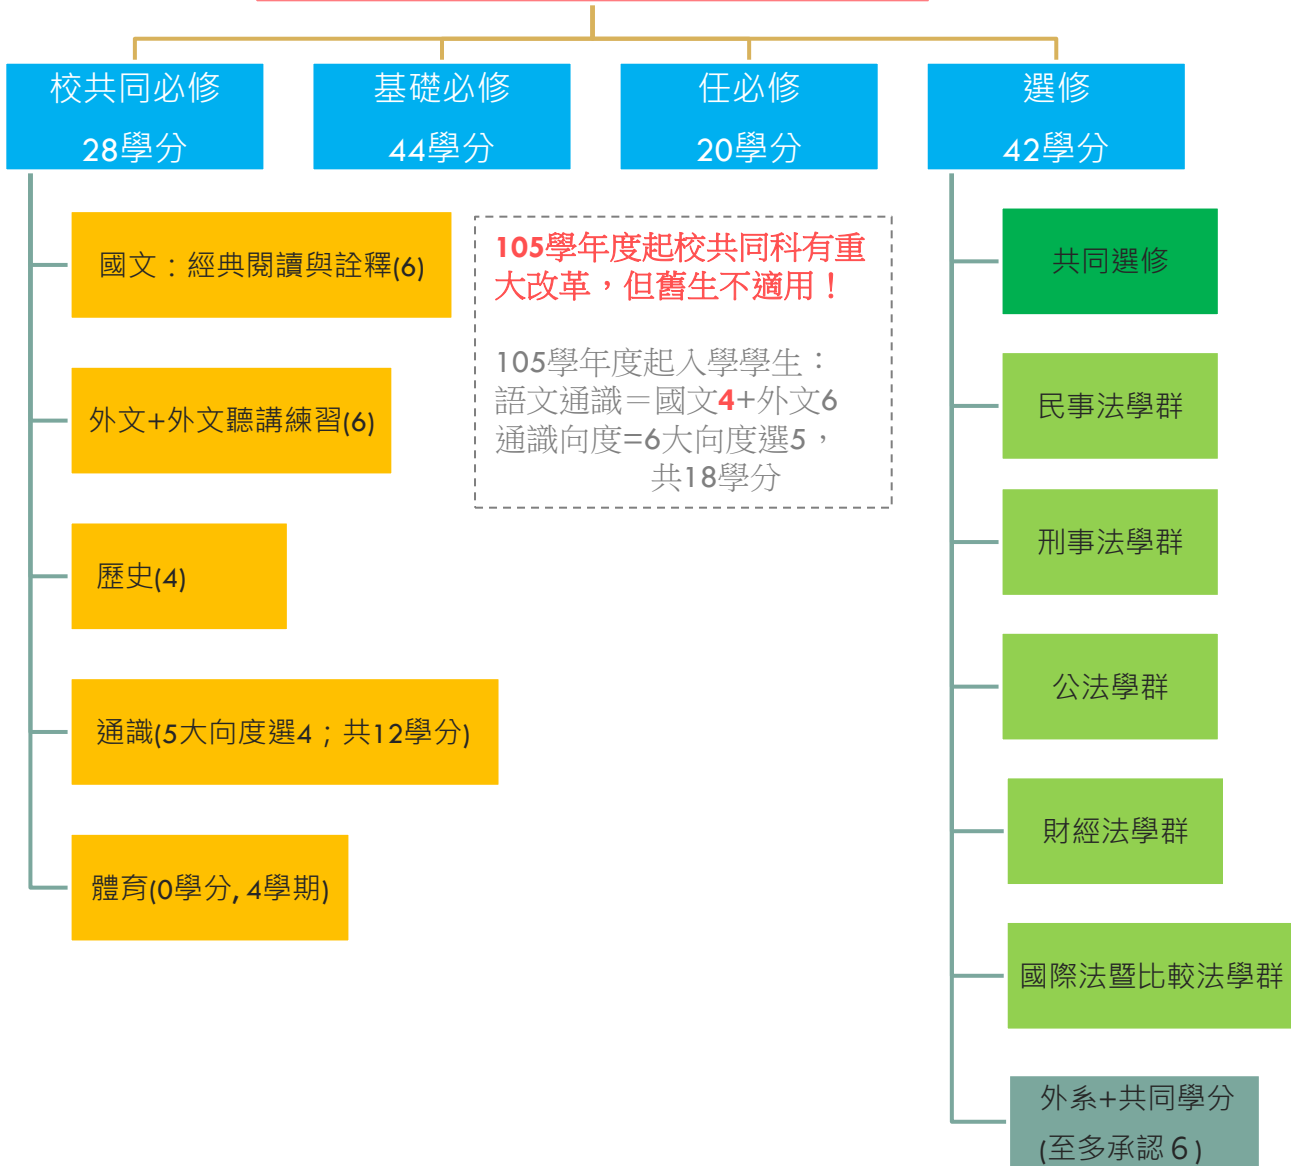 校共同必修
28學分
基礎必修
44學分
任必修
20學分
選修
42學分
國文：經典閱讀與詮釋(6)
外文+外文聽講練習(6)
歷史(4)
通識(5大向度選4；共12學分)
體育(0學分, 4學期)
105學年度起校共同科有重
大改革，但舊生不適用！
105學年度起入學學生：
語文通識＝國文4+外文6
通識向度=6大向度選5，
共18學分
共同選修
民事法學群
刑事法學群
公法學群
財經法學群
國際法暨比較法學群
外系+共同學分
(至多承認６)